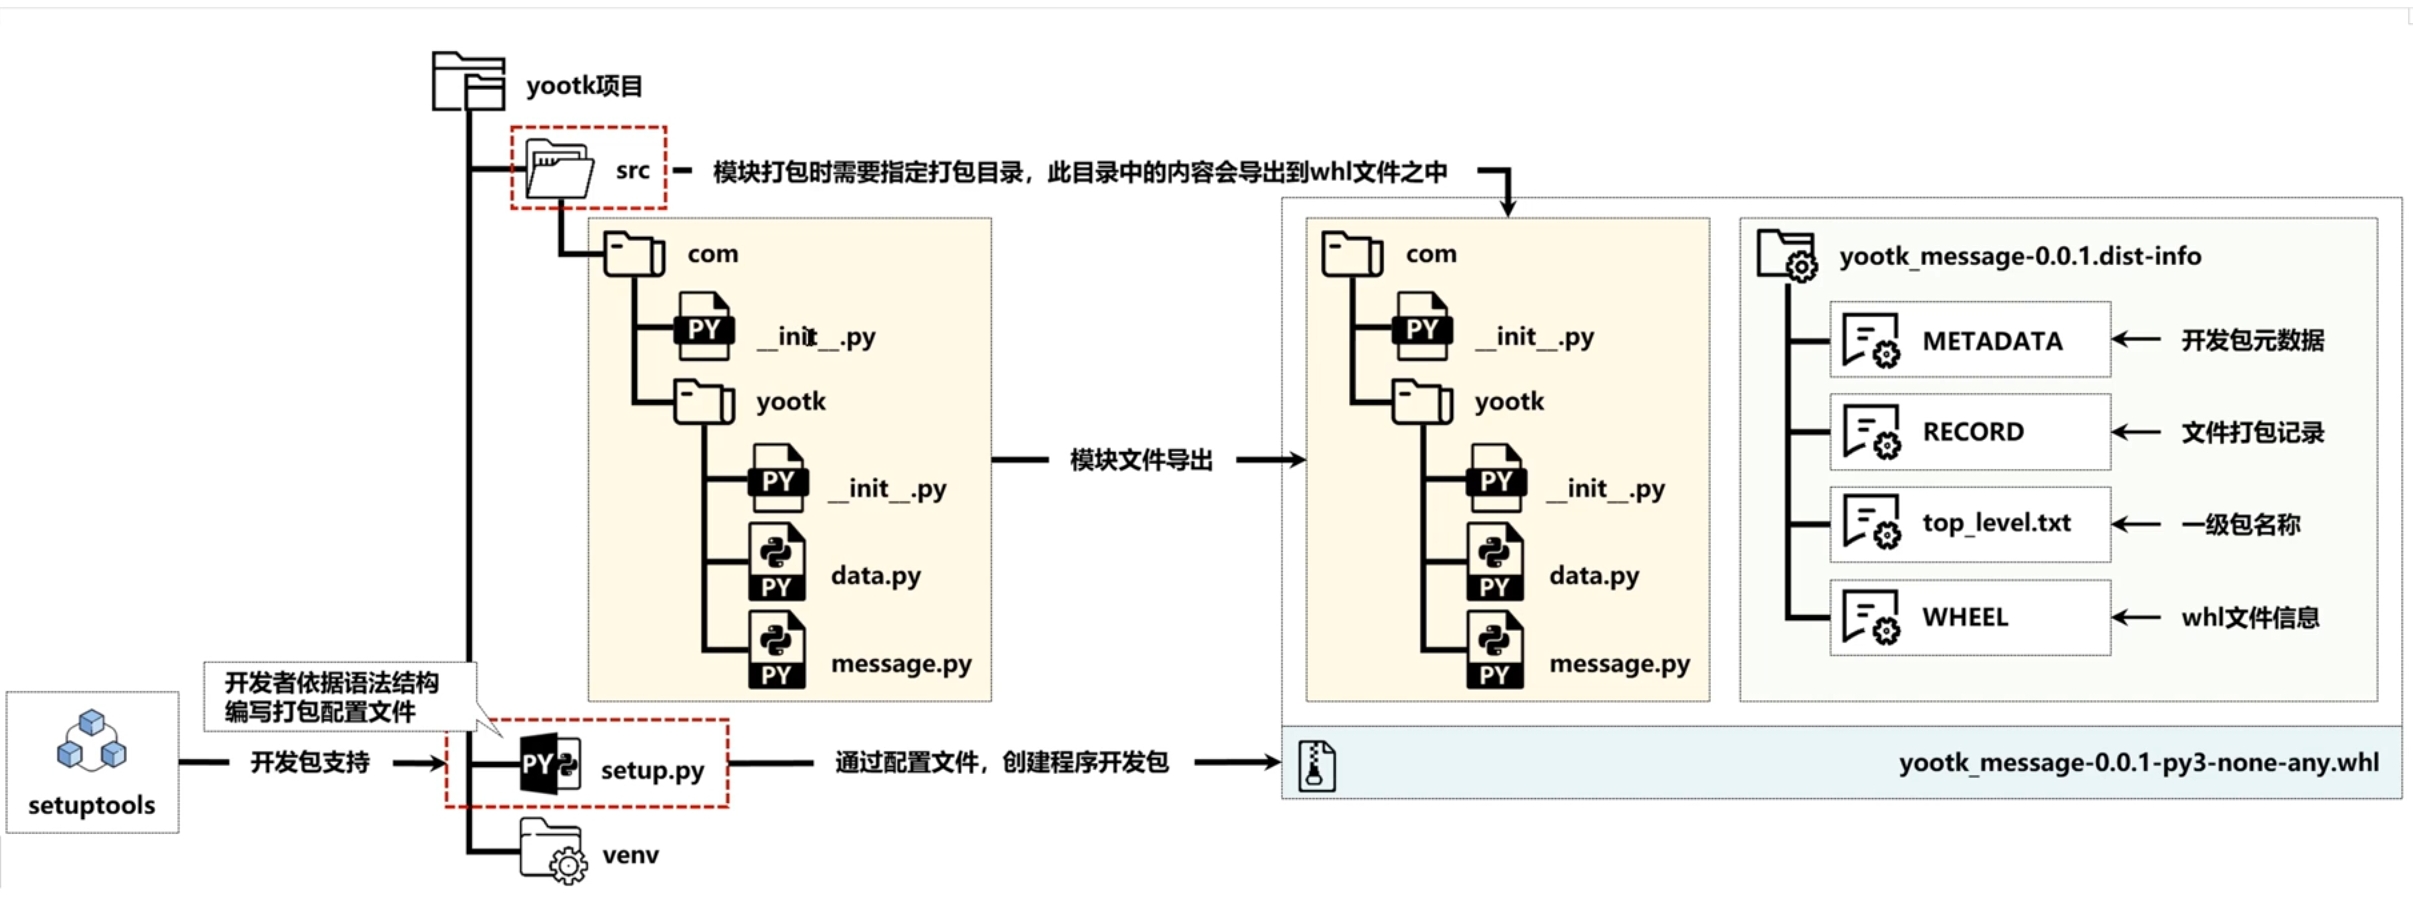 yootk项目
src
模块打包时需要指定打包目录，此目录中的内容会导出到whl文件之中
com
PY
__init__.py
yootk
PY
__init__.py
PY
data.py
PY
message.py
模块文件导出
com
PY
__init__.py
yootk
PY
__init__.py
PY
data.py
PY
message.py
yootk_message-0.0.1.dist-info
METADATA
开发包元数据
RECORD
文件打包记录
top_level.txt
一级包名称
WHEEL
whl文件信息
开发者依据语法结构
编写打包配置文件
setuptools
开发包支持
PY
setup.py
通过配置文件，创建程序开发包
yootk_message-0.0.1-py3-none-any.whl
venv